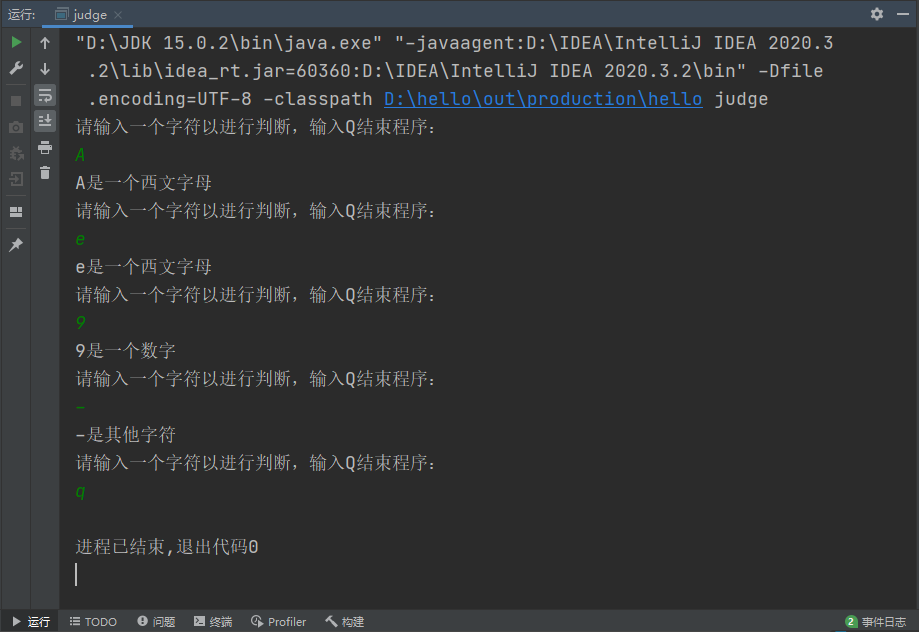 运行: judge
"D:\JDK 15.0.2\bin\java.exe" "-javaagent:D:\IDEA\IntelliJ IDEA 2020.3
.2\lib\idea_rt.jar=60360:D:\IDEA\IntelliJ IDEA 2020.3.2\bin" -Dfile
.encoding=UTF-8 -classpath D:\hello\out\production\hello judge
请输入一个字符以进行判断，输入Q结束程序：
A
A是一个西文字母
请输入一个字符以进行判断，输入Q结束程序：
e
e是一个西文字母
请输入一个字符以进行判断，输入Q结束程序：
9
9是一个数字
请输入一个字符以进行判断，输入Q结束程序：
-
-是其他字符
请输入一个字符以进行判断，输入Q结束程序：
q
进程已结束,退出代码0
运行 TODO 问题 终端 Profiler 构建 2 事件日志